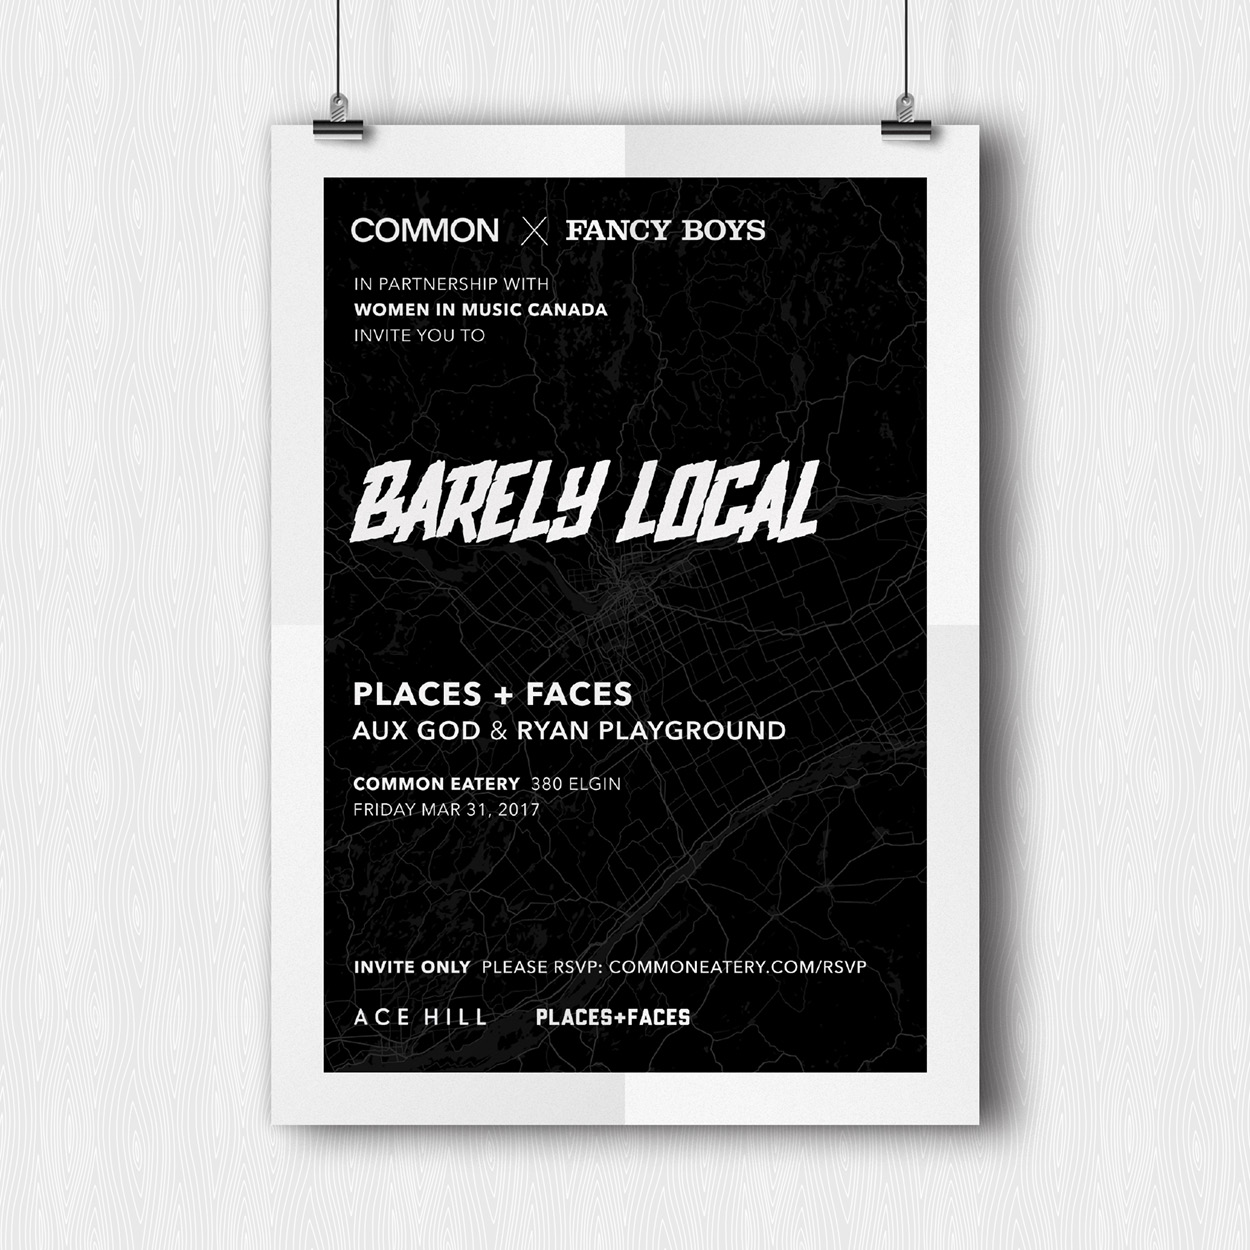 COMMON X FANCY BOYS
IN PARTNERSHIP WITH
WOMEN IN MUSIC CANADA
INVITE YOU TO
BARELY LOCAL
PLACES + FACES
AUX GOD & RYAN PLAYGROUND
COMMON EATERY 380 ELGIN
FRIDAY MAR 31, 2017
INVITE ONLY PLEASE RSVP: COMMONEATERY.COM/RSVP
ACE HILL PLACES+FACES